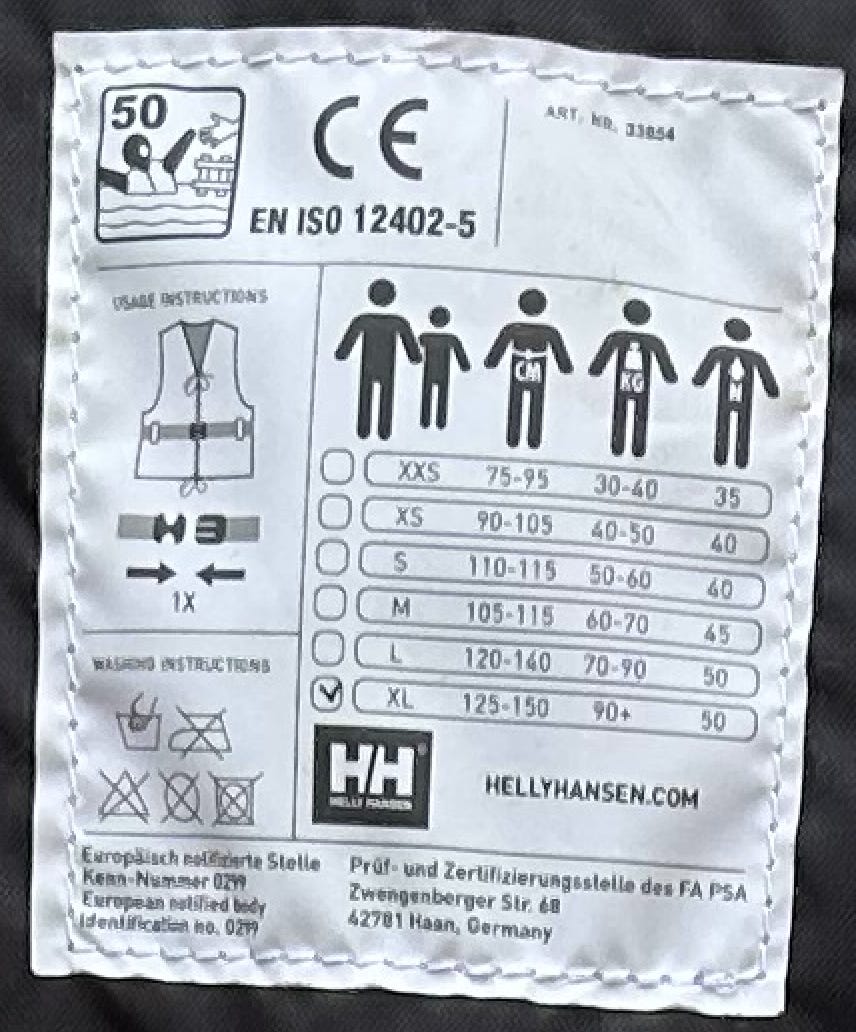 50
CE
ART. NR. 33854
EN ISO 12402-5
USAGE INSTRUCTIONS
CM
KG
N
XXS 75-95 30-40 35
XS 90-105 40-50 40
S 110-115 50-60 40
M 105-115 60-70 45
L 120-140 70-90 50
XL 125-150 90+ 50
1X
WASHING INSTRUCTIONS
HH®
HELLY HANSEN
HELLYHANSEN.COM
Europäisch notifizierte Stelle
Kenn-Nummer 0299
European notified body
Identification no. 0299
Prüf- und Zertifizierungsstelle des FA PSA
Zwengenberger Str. 68
42781 Haan, Germany